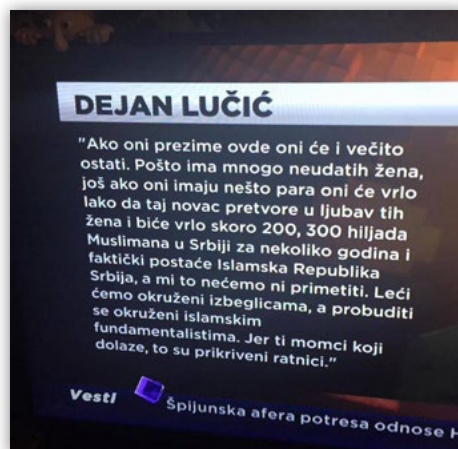 DEJAN LUČIĆ
"Ako oni prezime ovde oni će i večito
ostati. Pošto ima mnogo neudatih žena,
još ako oni imaju nešto para oni će vrlo
lako da taj novac pretvore u ljubav tih
žena i biće vrlo skoro 200, 300 hiljada
Muslimana u Srbiji za nekoliko godina i
faktički postaće Islamska Republika
Srbija, a mi to nećemo ni primetiti. Leći
ćemo okruženi izbeglicama, a probuditi
se okruženi islamskim
fundamentalistima. Jer ti momci koji
dolaze, to su prikriveni ratnici."
Vesti
Špijunska afera potresa odnose H